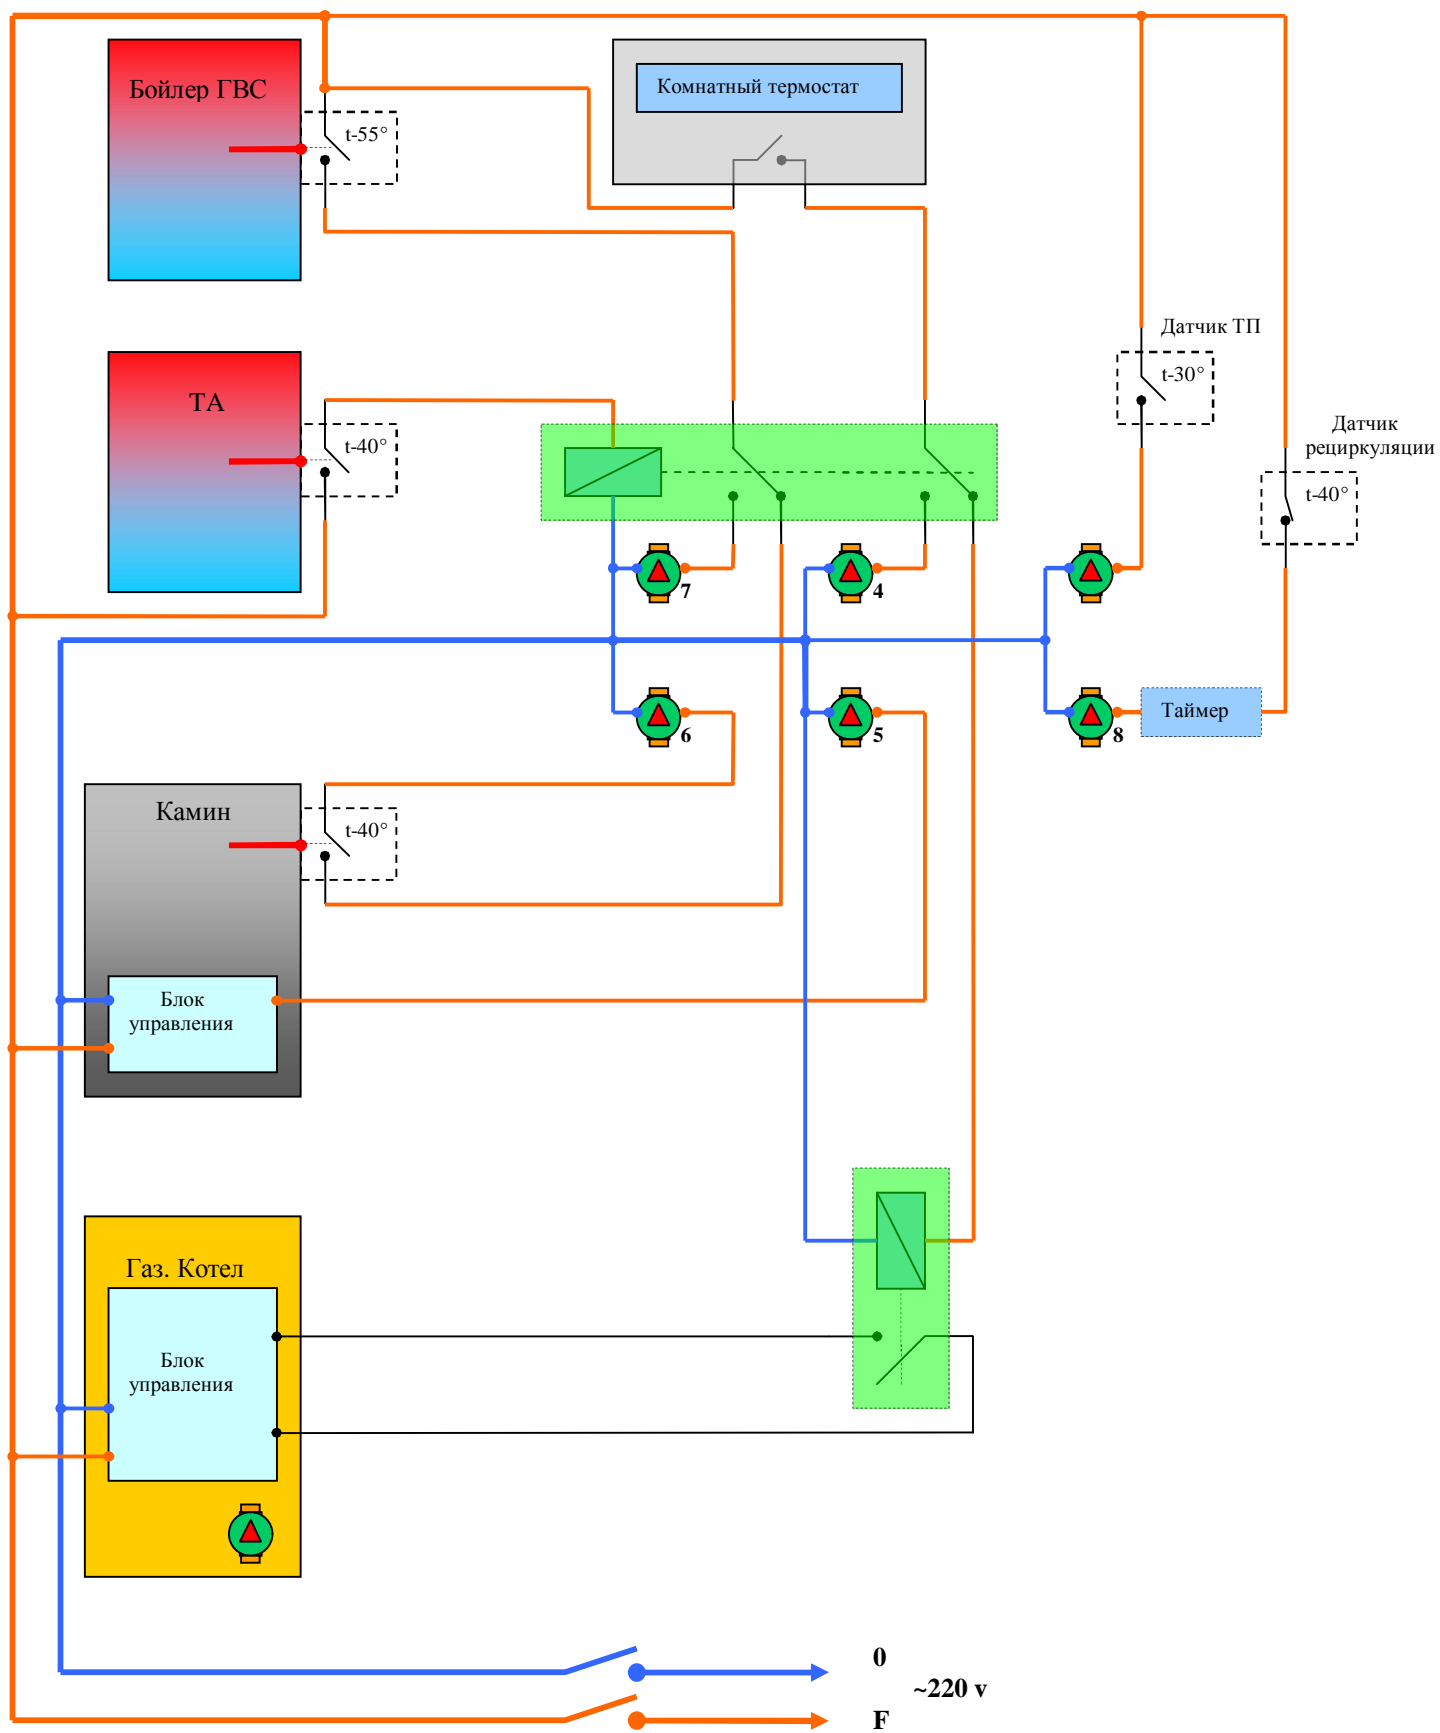 Бойлер ГВС
t-55°
Комнатный термостат
Датчик ТП
t-30°
ТА
t-40°
Датчик
рециркуляции
t-40°
7
4
6
5
8
Таймер
Камин
t-40°
Блок
управления
Газ. Котел
Блок
управления
0
~220 v
F